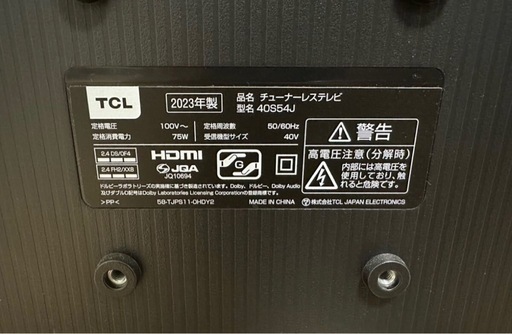 TCL
2023年製
品名 チューナーレステレビ
型名 40S54J
定格電圧 100V～ 定格周波数 50/60Hz
定格消費電力 75W 受信機型サイズ 40V
2.4 DS/OF4
2.4 FH2/XX8
HDMI
JQA
JQ10694
G
ドルビーラボラトリーズの実施権に基づき製造されています。Dolby、ドルビー、Dolby Audio
及びダブルD記号はDolby Laboratories Licensing Corporationの登録商標です。
>PP< 58-TJPS11-0HDY2 MADE IN CHINA
警告
高電圧注意（分解時）
内部には高電圧を
使用しており、触れ
ると危険です。
株式会社TCL JAPAN ELECTRONICS